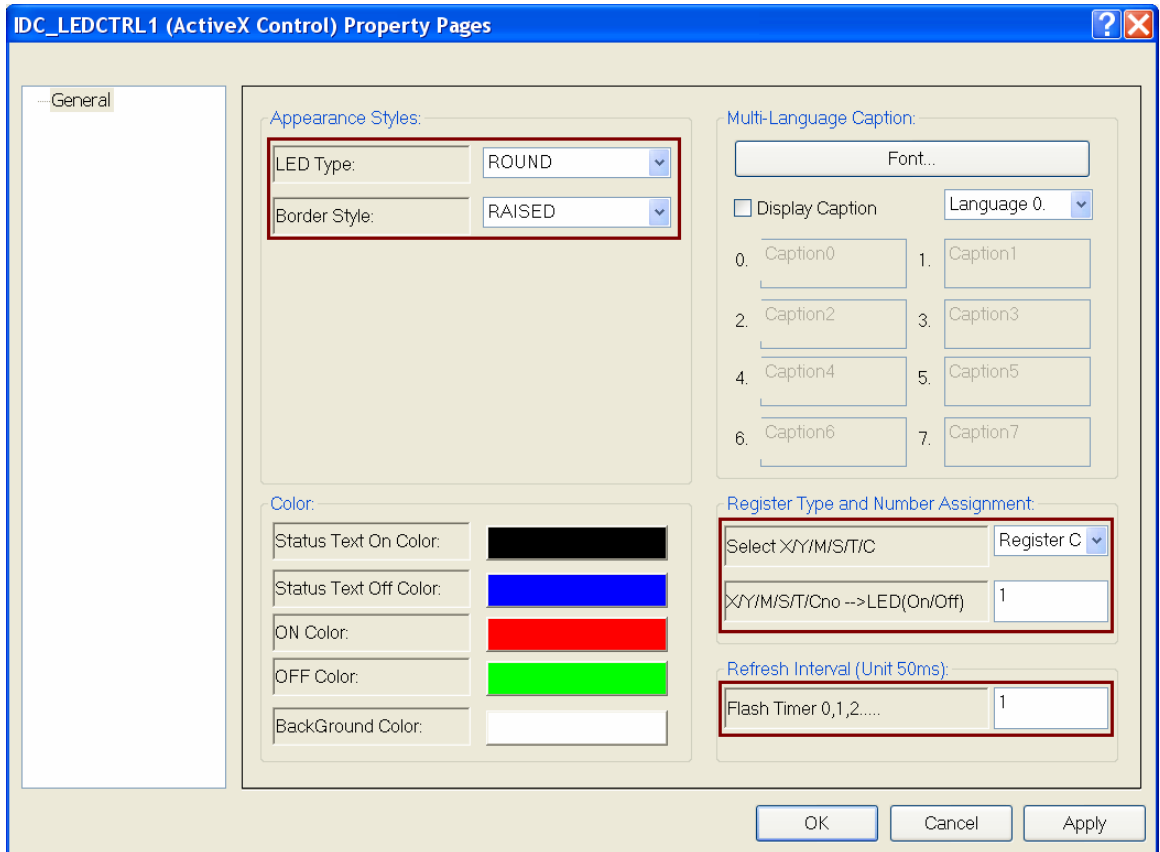 IDC_LEDCTRL1 (ActiveX Control) Property Pages
General
Appearance Styles:
LED Type:
ROUND
Border Style:
RAISED
Multi-Language Caption:
Font...
Display Caption
Language 0.
0.
Caption0
1.
Caption1
2.
Caption2
3.
Caption3
4.
Caption4
5.
Caption5
6.
Caption6
7.
Caption7
Color:
Status Text On Color:
Status Text Off Color:
ON Color:
OFF Color:
BackGround Color:
Register Type and Number Assignment:
Select X/Y/M/S/T/C
Register C
X/Y/M/S/T/Cno -->LED(On/Off)
1
Refresh Interval (Unit 50ms):
Flash Timer 0,1,2.....
1
OK
Cancel
Apply